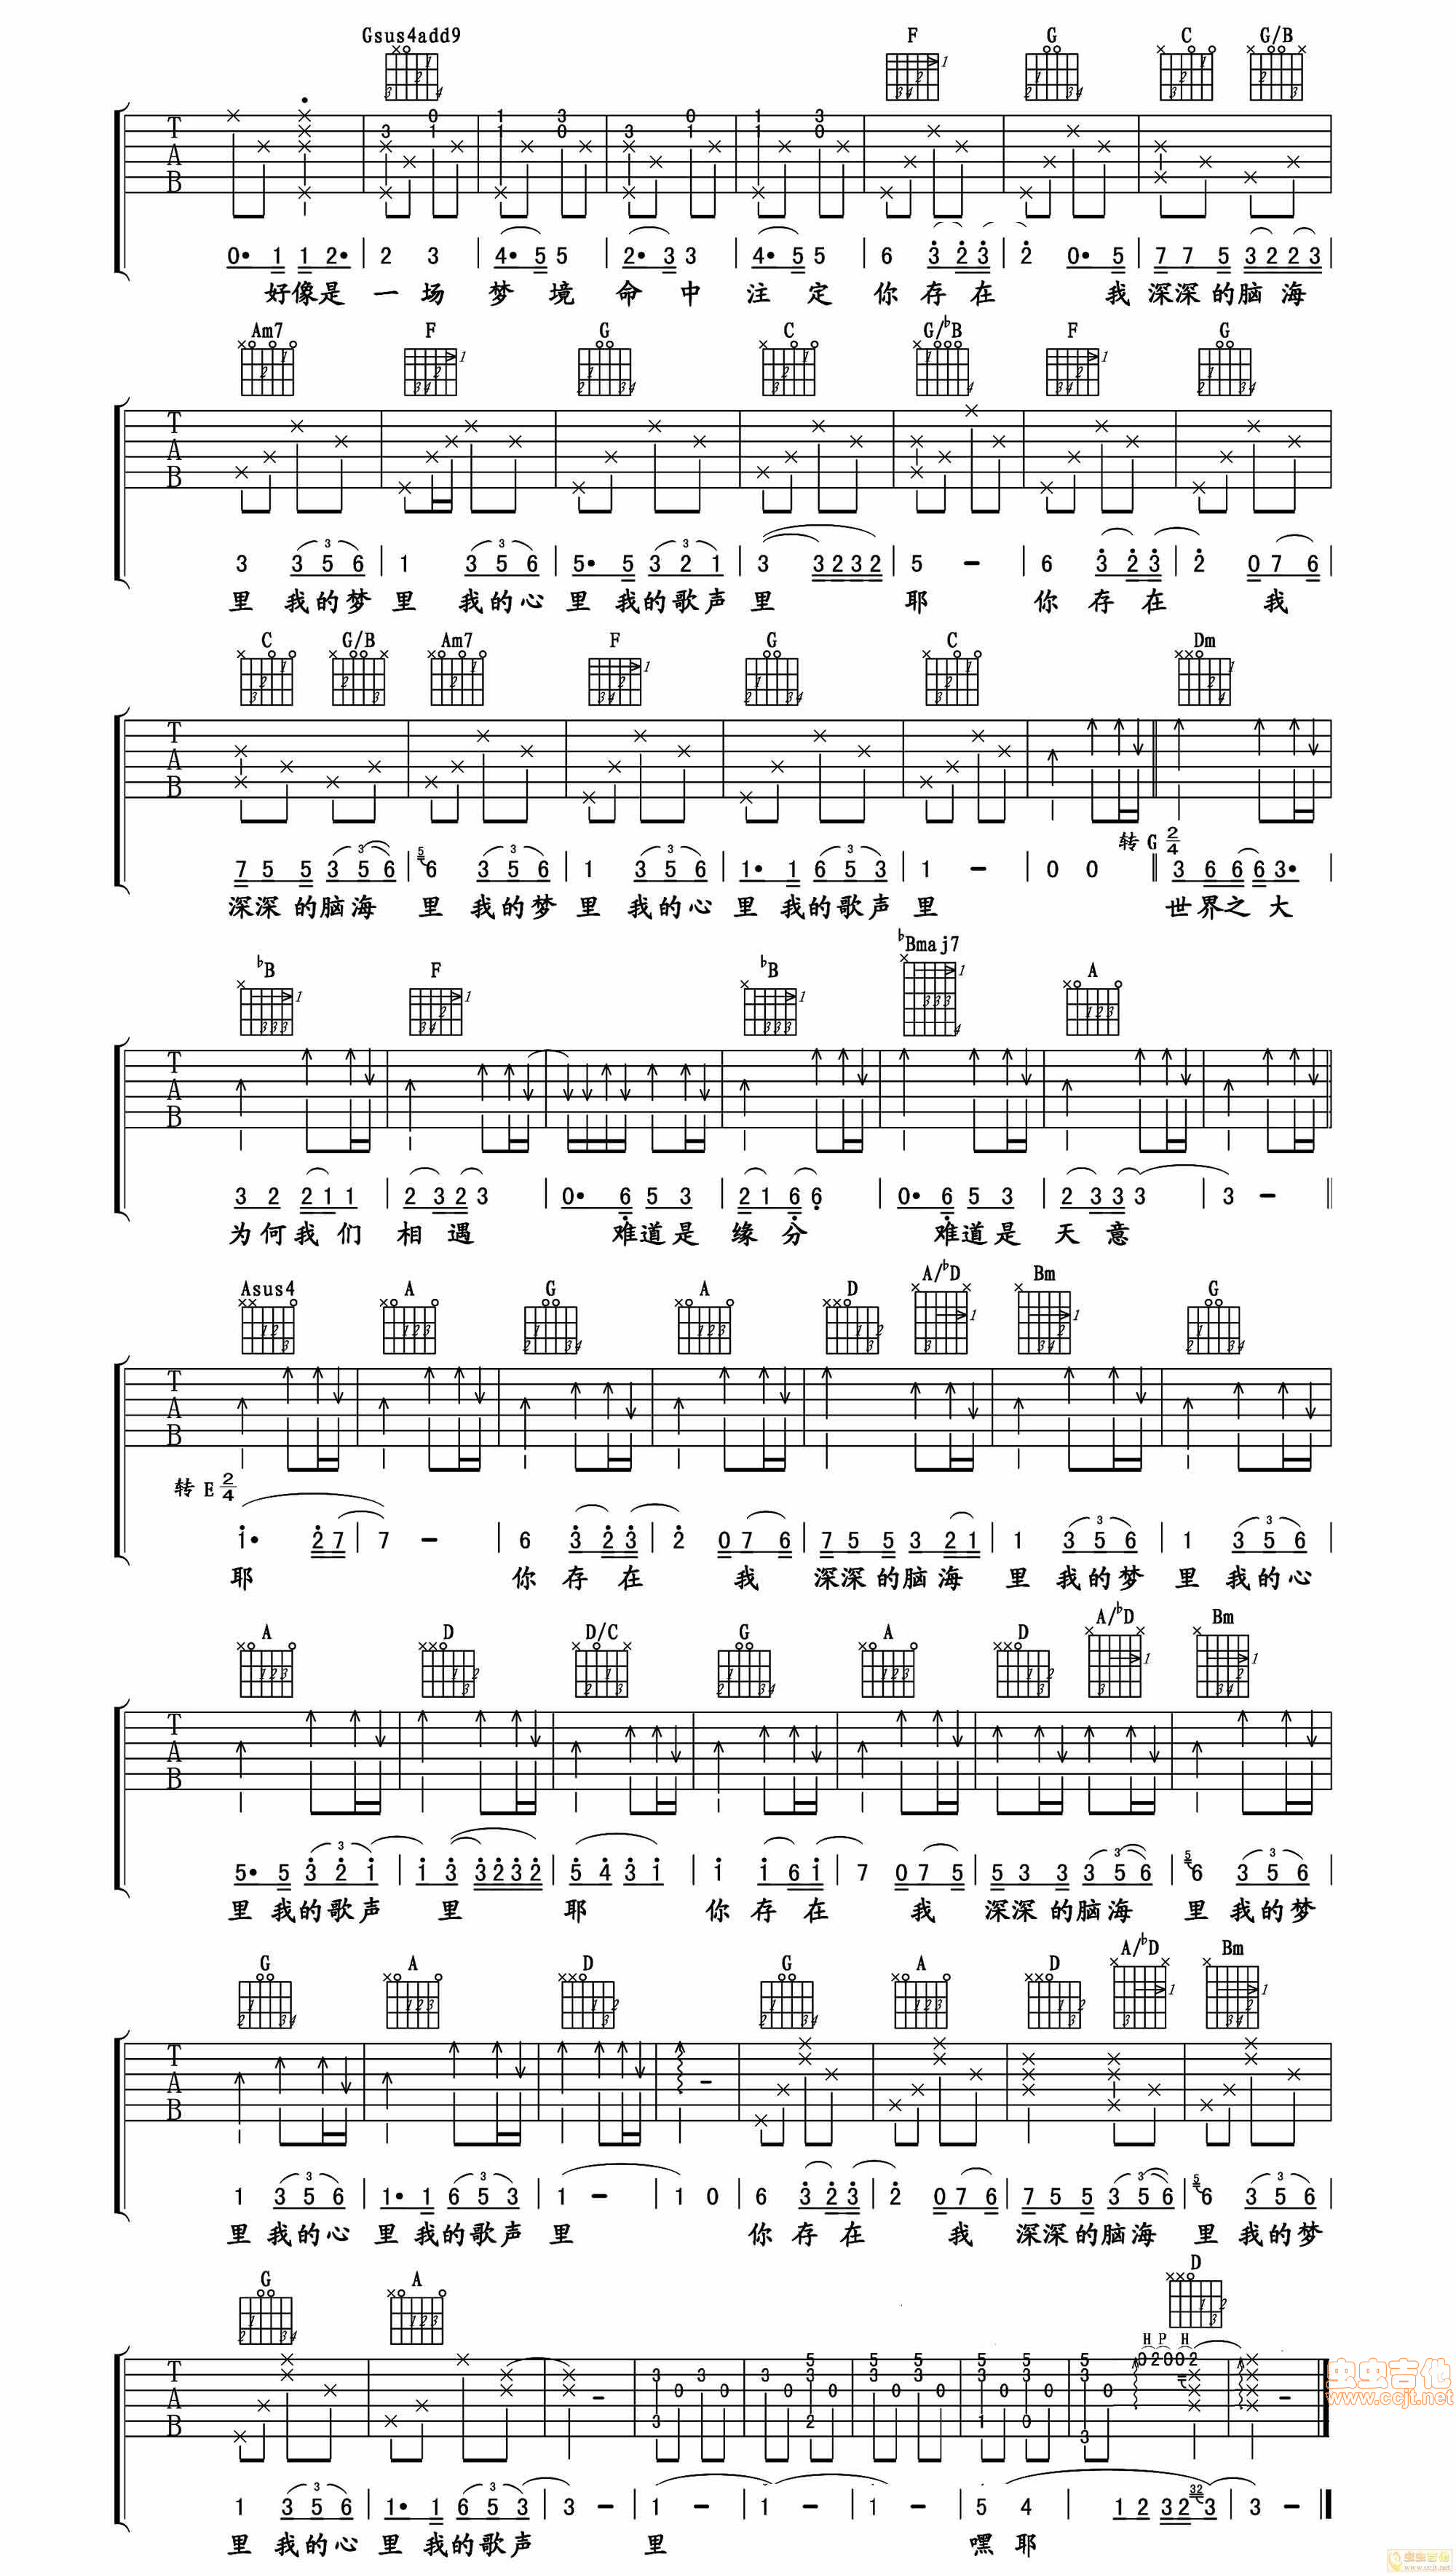 Gsus4add9 F G C G/B
0• 1 1 2• | 2 3 | 4• 5 5 | 2• 3 3 | 4• 5 5 | 6 3 2 3 | 2 0• 5 | 7 7 5 3 2 2 3 |
好像是 一 场 梦 境 命 中 注 定 你 存 在 我 深深 的脑 海
Am7 F G C G/♭B F G
3 3 5 6 | 1 3 5 6 | 5• 5 3 2 1 | 3 3 2 3 2 | 5 - | 6 3 2 3 | 2 0 7 6 |
里 我的梦 里 我的心 里 我的歌声 里 耶 你 存 在 我
C G/B Am7 F G C Dm
转 G 2/4
7 5 5 3 5 6 | 5 6 3 5 6 | 1 3 5 6 | 1• 1 6 5 3 | 1 - | 0 0 ‖ 3 6 6 6 3• |
深深 的脑海 里 我的梦 里 我的心 里 我的歌声 里 世界之 大
♭B F ♭B ♭Bmaj7 A
3 2 2 1 1 | 2 3 2 3 | 0• 6 5 3 | 2 1 6 6 | 0• 6 5 3 | 2 3 3 3 | 3 - ‖
为何我 们 相 遇 难道是 缘 分 难道是 天 意
Asus4 A G A D A/♭D Bm G
转 E 2/4
1• 2 7 | 7 - | 6 3 2 3 | 2 0 7 6 | 7 5 5 3 2 1 | 1 3 5 6 | 1 3 5 6 |
耶 你 存 在 我 深深 的脑 海 里 我的梦 里 我的心
A D D/C G A D A/♭D Bm
5• 5 3 2 1 | 1 3 3 2 3 2 | 5 4 3 1 | 1 1 6 1 | 7 0 7 5 | 5 3 3 3 5 6 | 5 6 3 5 6 |
里 我的歌声 里 耶 你 存 在 我 深深 的脑海 里 我的梦
G A D G A D A/♭D Bm
1 3 5 6 | 1• 1 6 5 3 | 1 - | 1 0 | 6 3 2 3 | 2 0 7 6 | 7 5 5 3 5 6 | 5 6 3 5 6 |
里 我的心 里 我的歌声 里 你 存 在 我 深深的脑海 里 我的梦
G A D
H P H
1 3 5 6 | 1• 1 6 5 3 | 3 - | 1 - | 1 - | 1 - | 5 4 | 1 2 3 2 32 3 | 3 - ‖
里 我的心 里 我的歌声 里 嘿 耶
虫虫吉他
www.ccjt.net